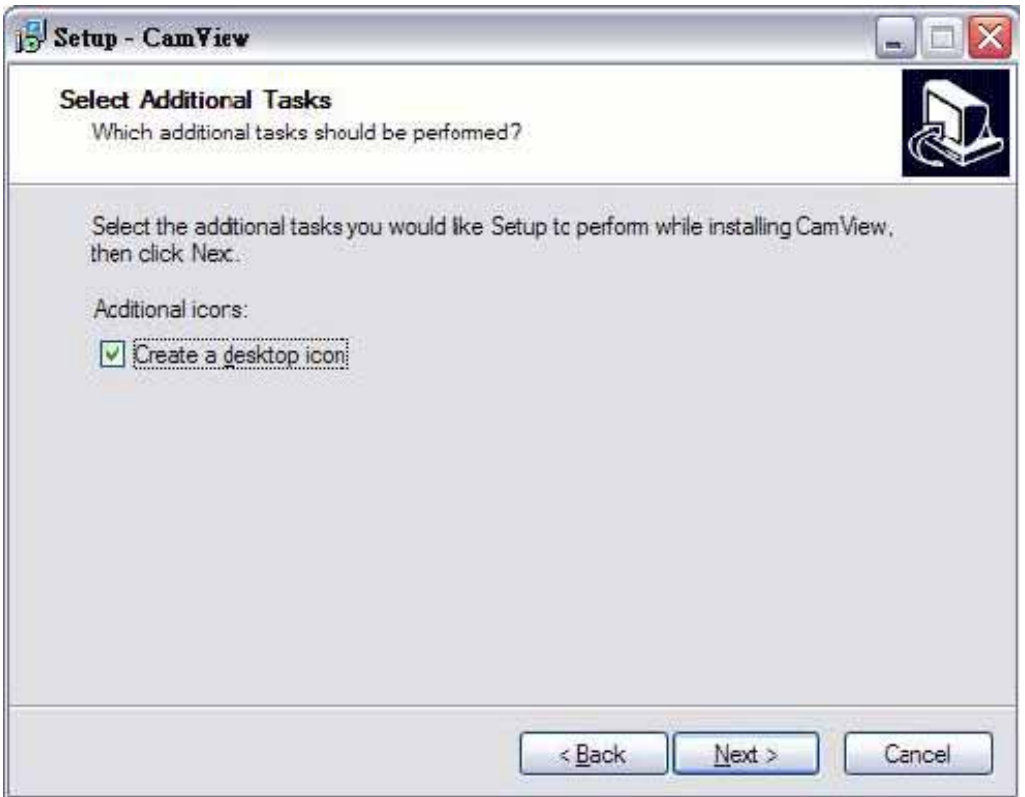 Setup - CamView
Select Additional Tasks
Which additional tasks should be performed?
Select the additional tasks you would like Setup to perform while installing CamView,
then click Next.
Additional icons:
Create a desktop icon
< Back
Next >
Cancel